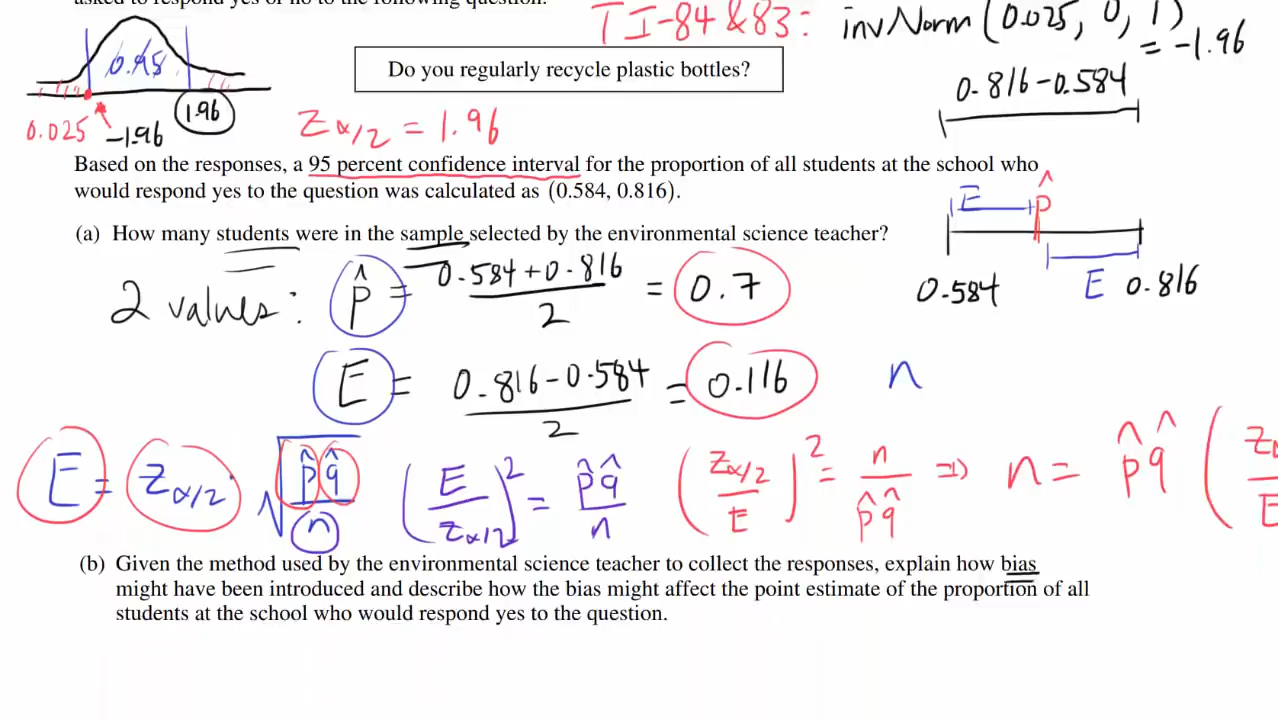 asked to respond yes or no to the following question.
TI-84 & 83: invNorm(0.025, 0, 1)
= -1.96
0.95
Do you regularly recycle plastic bottles?
0.816-0.584
0.025 -1.96 1.96
Zα/2 = 1.96
Based on the responses, a 95 percent confidence interval for the proportion of all students at the school who
would respond yes to the question was calculated as (0.584, 0.816).
E p̂
(a) How many students were in the sample selected by the environmental science teacher?
0.584 E 0.816
2 values: p̂ = (0.584+0.816)/2 = 0.7
E = (0.816-0.584)/2 = 0.116 n
E = Zα/2 √(p̂q̂/n) (E/Zα/2)² = p̂q̂/n (Zα/2/E)² = n/p̂q̂ ⇒ n = p̂q̂ (
(b) Given the method used by the environmental science teacher to collect the responses, explain how bias
might have been introduced and describe how the bias might affect the point estimate of the proportion of all
students at the school who would respond yes to the question.